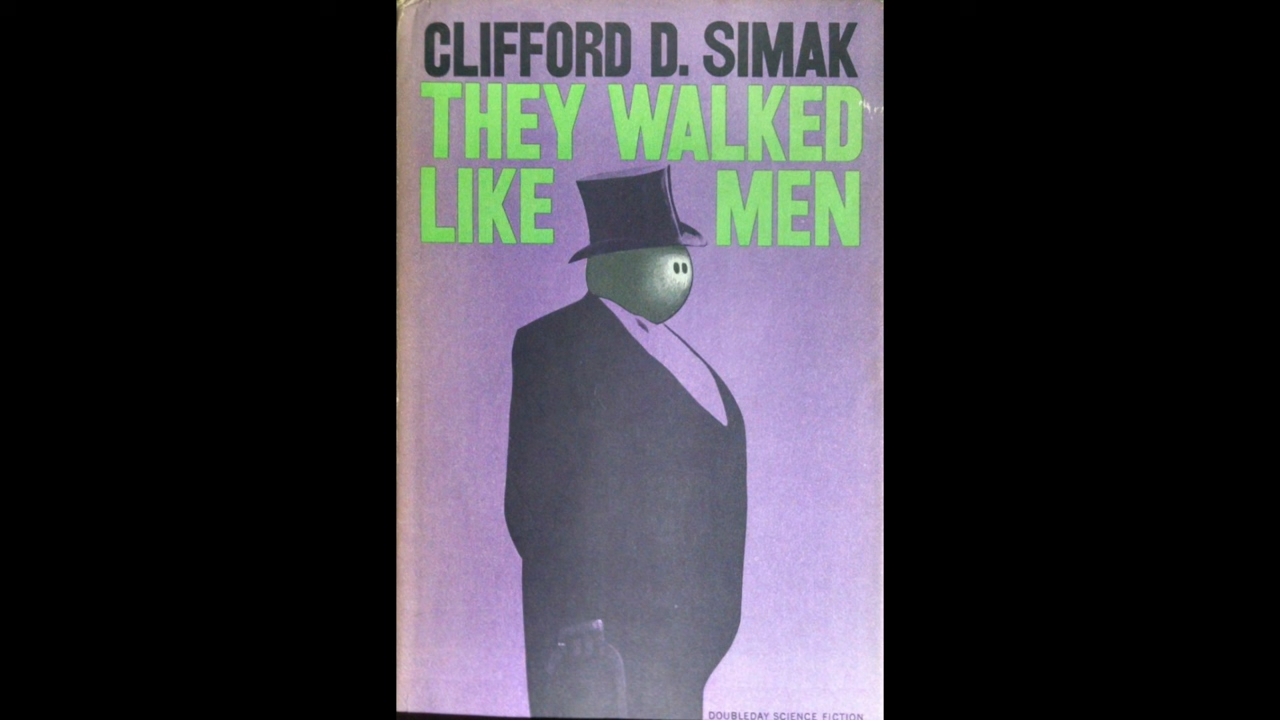 CLIFFORD D. SIMAK
THEY WALKED
LIKE MEN
DOUBLEDAY SCIENCE FICTION